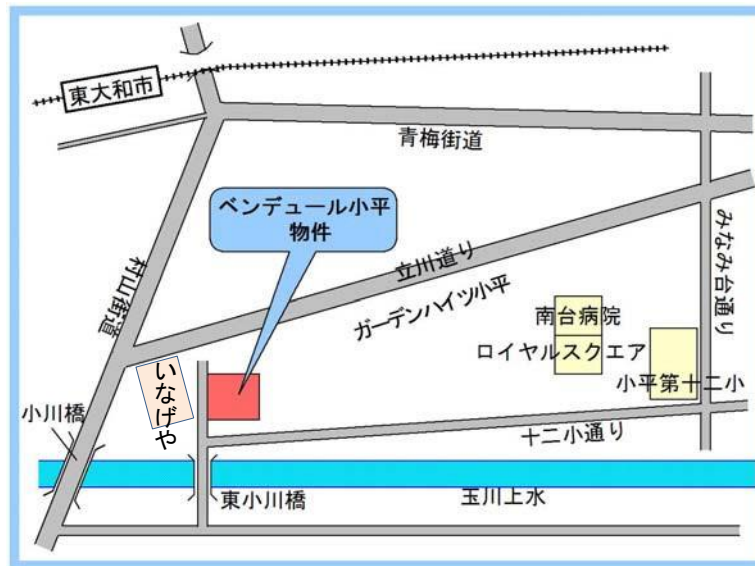 東大和市
青梅街道
ベンデュール小平
物件
村山街道
立川道り
ガーデンハイツ小平
みなみ台通り
南台病院
ロイヤルスクエア
小平第十二小
いなげや
小川橋
十二小通り
東小川橋
玉川上水